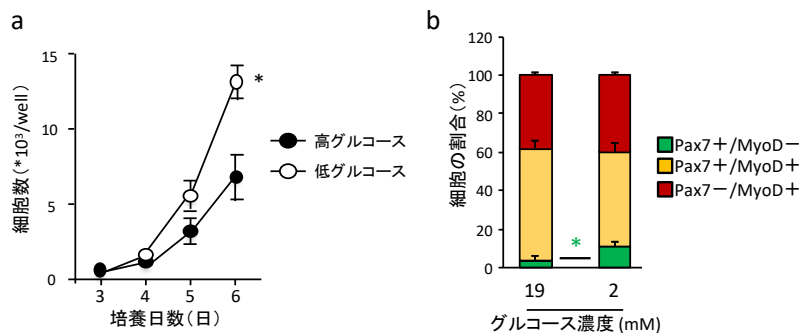 a
細胞数(*10³/well)
15
10
5
0
3 4 5 6
培養日数(日)
*
高グルコース
低グルコース
b
細胞の割合(%)
120
100
80
60
40
20
0
*
19 2 (mM)
グルコース濃度
Pax7+/MyoD−
Pax7+/MyoD+
Pax7−/MyoD+